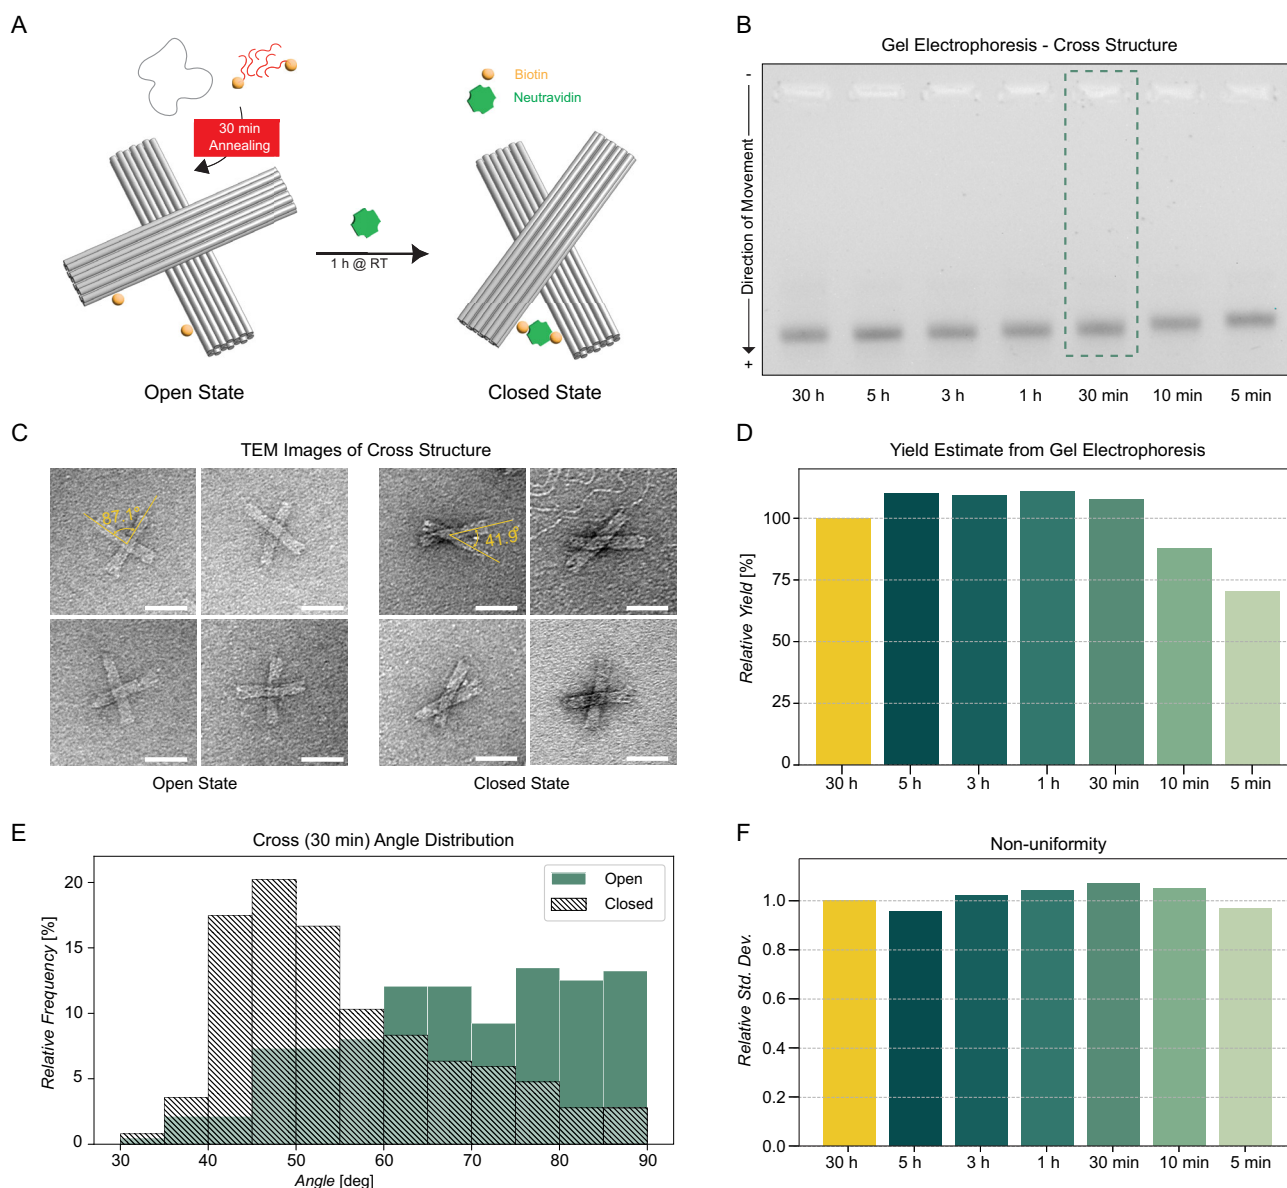 A
Biotin
Neutravidin
30 min
Annealing
1 h @ RT
Open State
Closed State
B
Gel Electrophoresis - Cross Structure
-
Direction of Movement
+
30 h 5 h 3 h 1 h 30 min 10 min 5 min
C
TEM Images of Cross Structure
87.1°
41.9°
Open State
Closed State
D
Yield Estimate from Gel Electrophoresis
Relative Yield [%]
100
75
50
25
0
30 h 5 h 3 h 1 h 30 min 10 min 5 min
E
Cross (30 min) Angle Distribution
Open
Closed
Relative Frequency [%]
20
15
10
5
0
30 40 50 60 70 80 90
Angle [deg]
F
Non-uniformity
Relative Std. Dev.
1.0
0.8
0.6
0.4
0.2
0.0
30 h 5 h 3 h 1 h 30 min 10 min 5 min